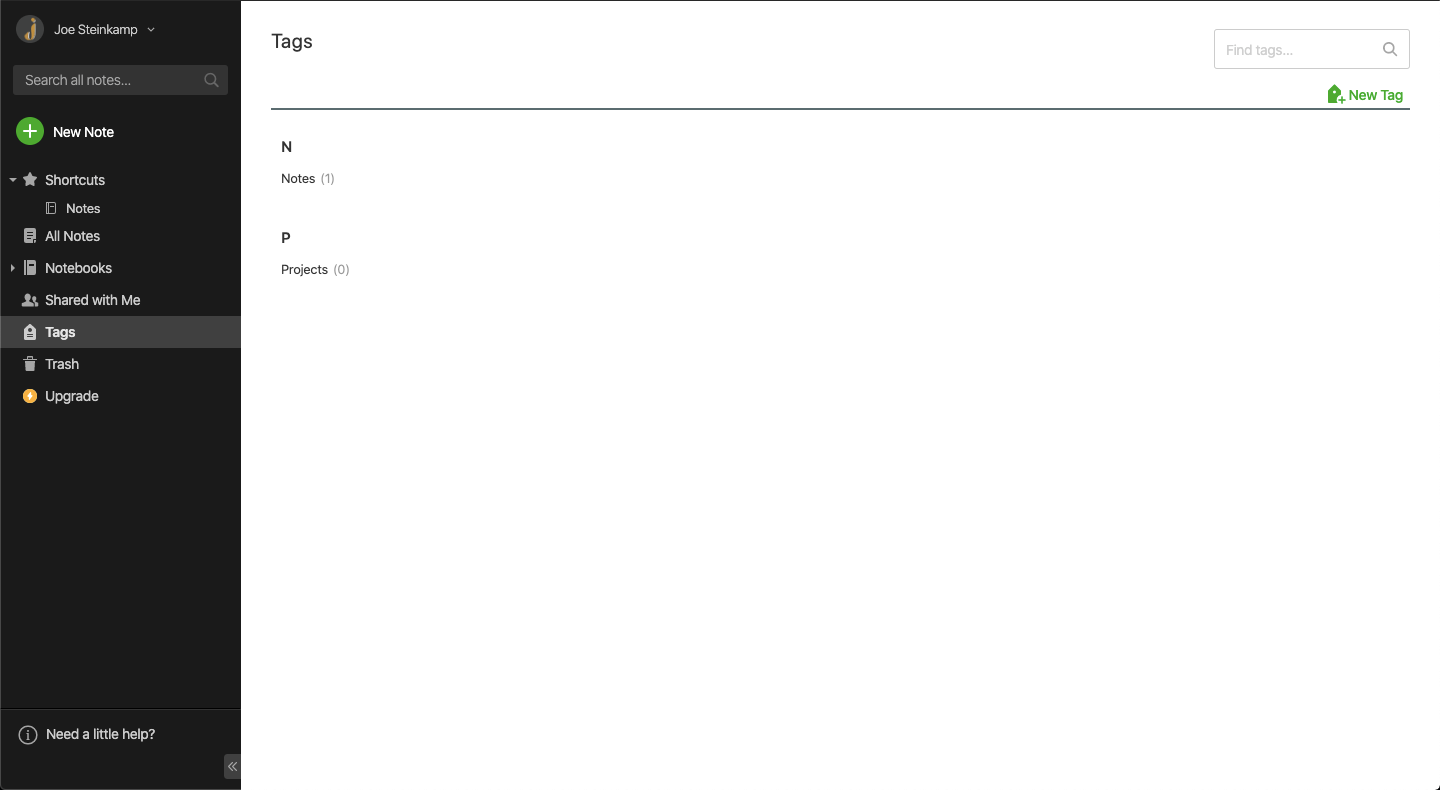 Joe Steinkamp
Search all notes...
New Note
Shortcuts
Notes
All Notes
Notebooks
Shared with Me
Tags
Trash
Upgrade
Need a little help?
Tags
Find tags...
New Tag
N
Notes (1)
P
Projects (0)